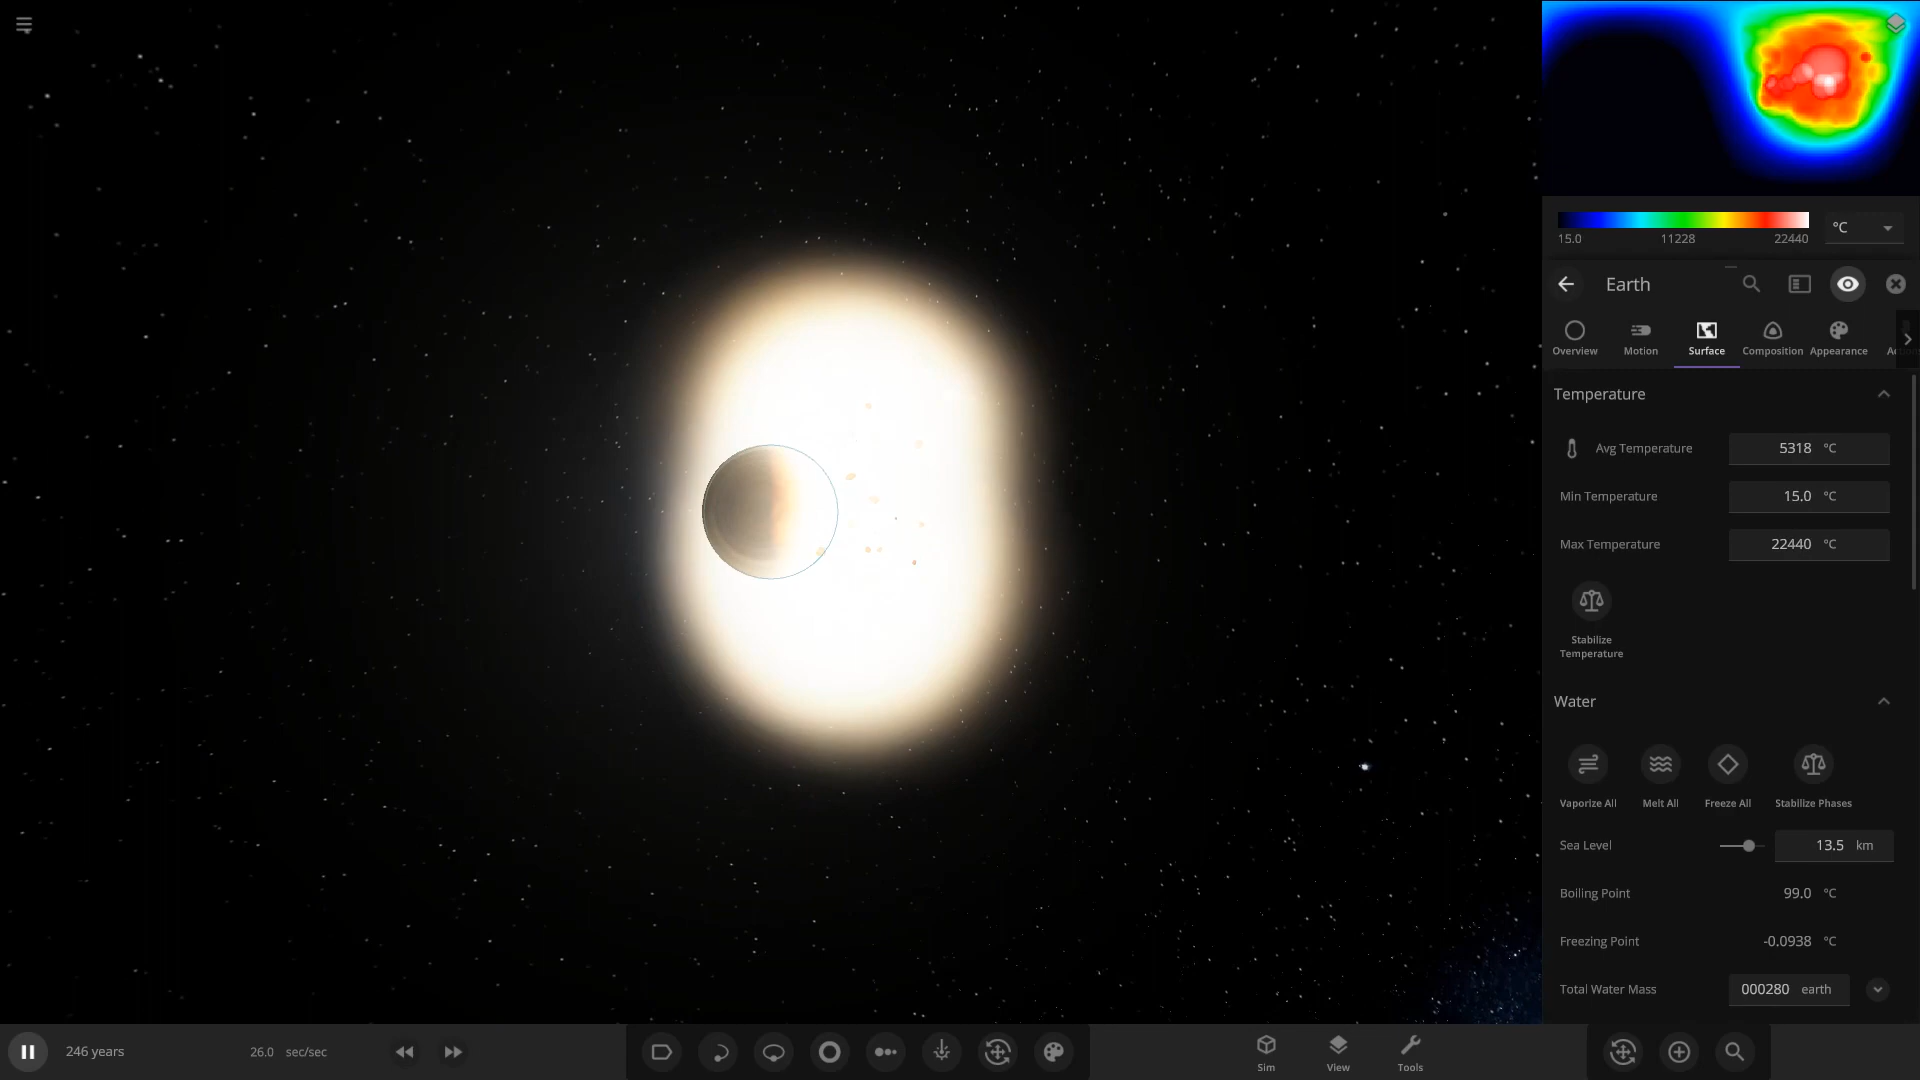 15.0 11228 22440
°C
Earth
Overview Motion Surface Composition Appearance
Temperature
Avg Temperature 5318 °C
Min Temperature 15.0 °C
Max Temperature 22440 °C
Stabilize
Temperature
Water
Vaporize All Melt All Freeze All Stabilize Phases
Sea Level 13.5 km
Boiling Point 99.0 °C
Freezing Point -0.0938 °C
Total Water Mass 000280 earth
246 years 26.0 sec/sec
Sim View Tools